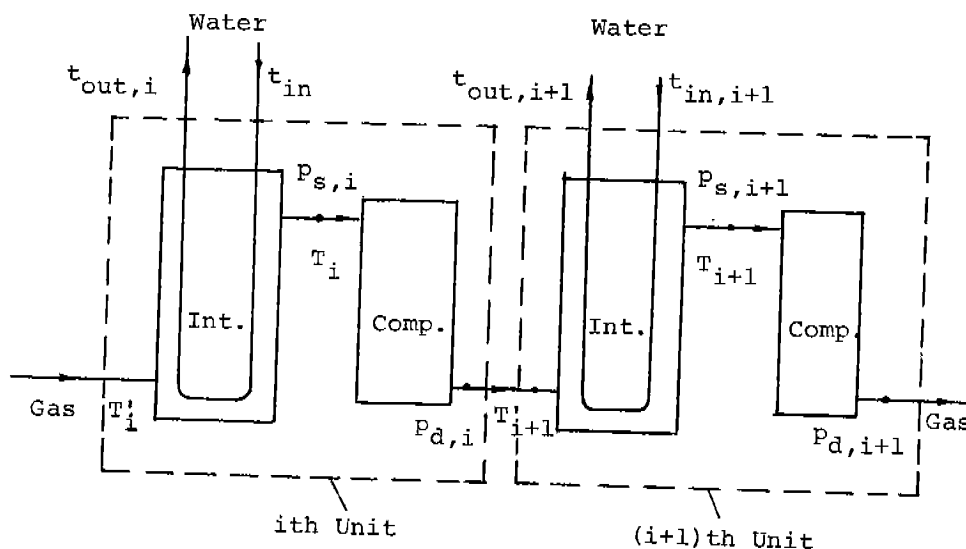 Water
Water
t_out,i
t_in
t_out,i+1
t_in,i+1
p_s,i
T_i
p_s,i+1
T_i+1
Int.
Comp.
Int.
Comp.
Gas
T'_i
p_d,i
T'_i+1
p_d,i+1
Gas
ith Unit
(i+1)th Unit